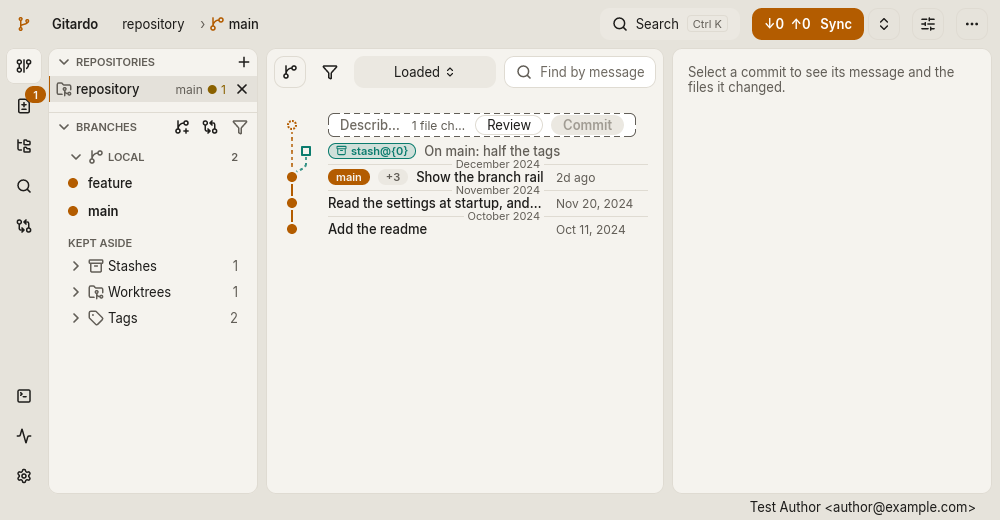 Gitardo repository › main Search Ctrl K ↓0 ↑0 Sync
REPOSITORIES
repository main 1
1
BRANCHES
LOCAL 2
feature
main
KEPT ASIDE
Stashes 1
Worktrees 1
Tags 2
Loaded Find by message
Describ... 1 file ch... Review Commit
stash@{0} On main: half the tags
December 2024
main +3 Show the branch rail 2d ago
November 2024
Read the settings at startup, and... Nov 20, 2024
October 2024
Add the readme Oct 11, 2024
Select a commit to see its message and the
files it changed.
Test Author <author@example.com>